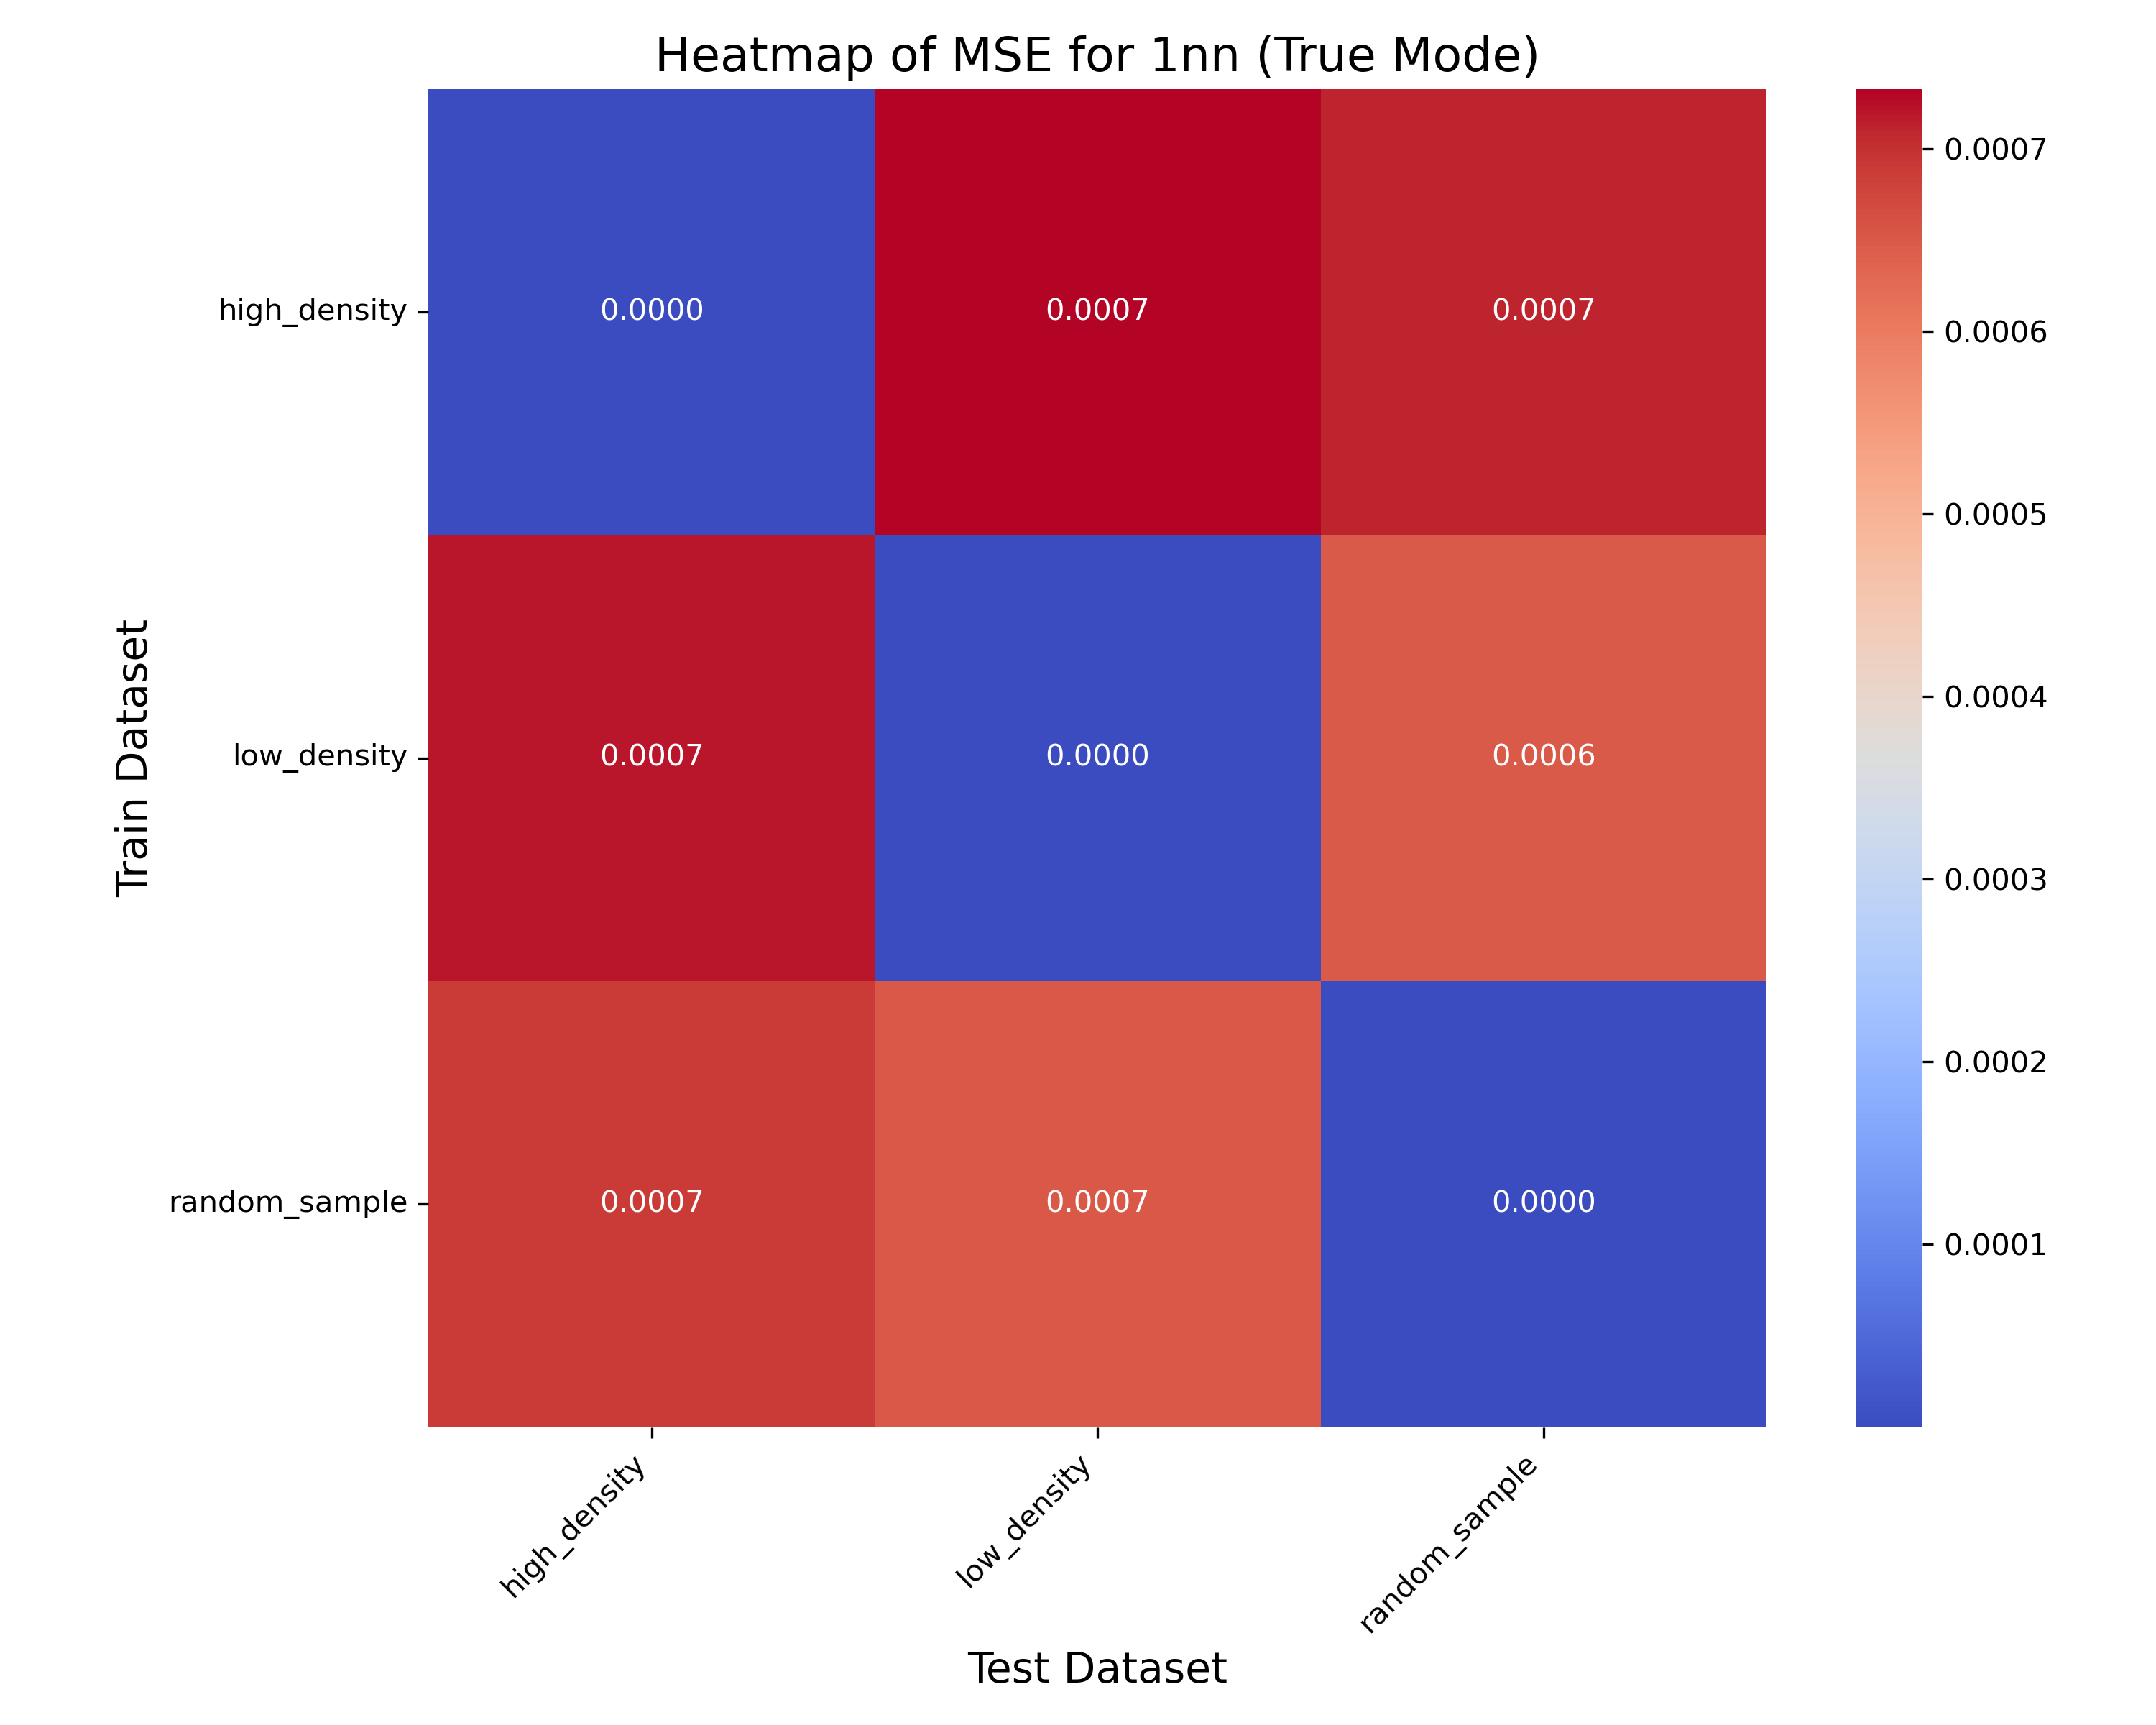 Heatmap of MSE for 1nn (True Mode)
Train Dataset
high_density
low_density
random_sample
0.0000 0.0007 0.0007
0.0007 0.0000 0.0006
0.0007 0.0007 0.0000
high_density
low_density
random_sample
Test Dataset
0.0007
0.0006
0.0005
0.0004
0.0003
0.0002
0.0001